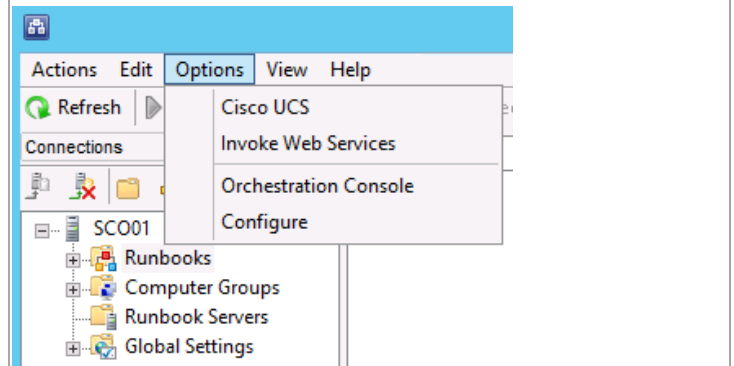 Actions Edit Options View Help
Refresh
Cisco UCS
Invoke Web Services
Orchestration Console
Configure
Connections
SCO01
Runbooks
Computer Groups
Runbook Servers
Global Settings